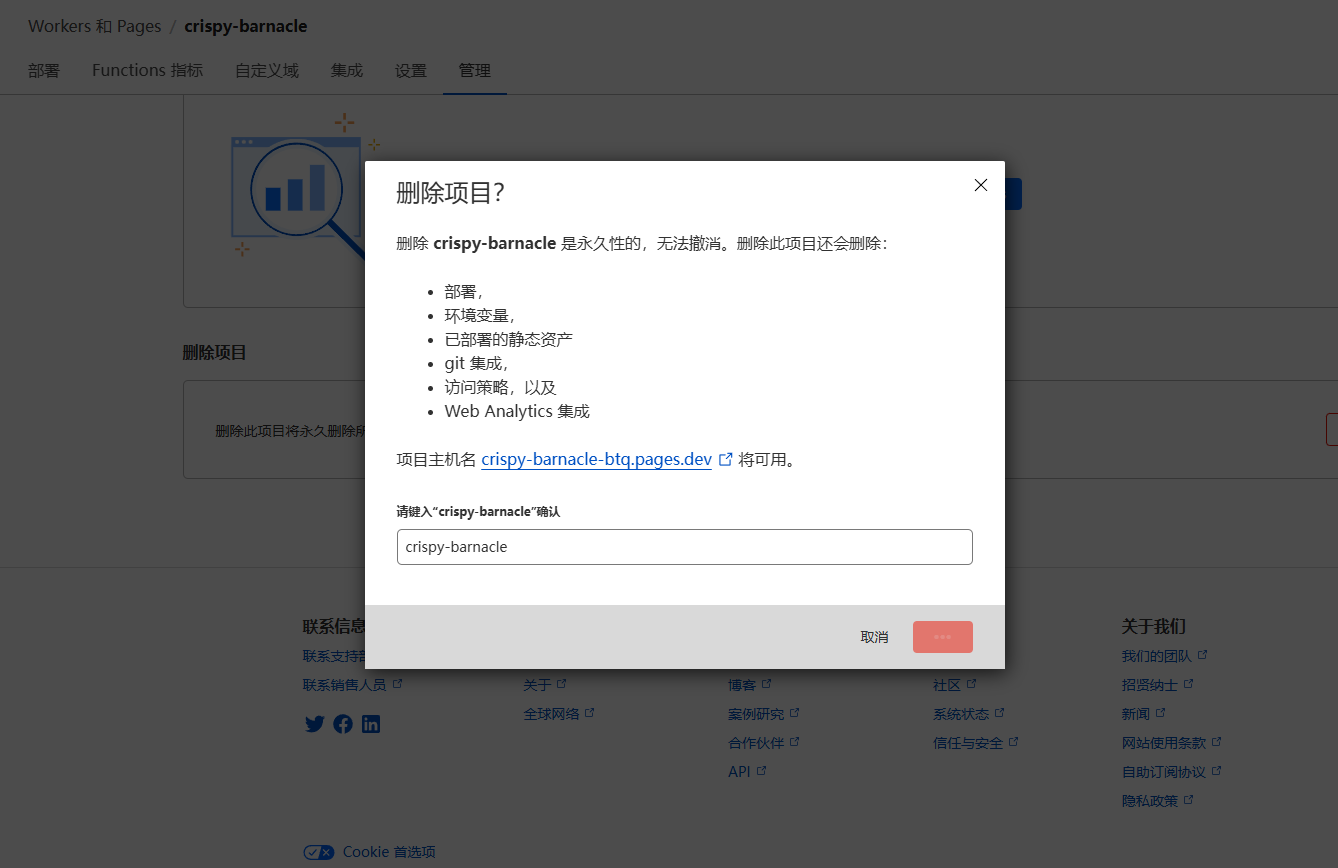 Workers 和 Pages / crispy-barnacle
部署 Functions 指标 自定义域 集成 设置 管理
删除项目？
删除 crispy-barnacle 是永久性的，无法撤消。删除此项目还会删除：
部署，
环境变量，
已部署的静态资产
git 集成，
访问策略，以及
Web Analytics 集成
项目主机名 crispy-barnacle-btq.pages.dev 将可用。
请键入“crispy-barnacle”确认
crispy-barnacle
取消 ...
删除项目
删除此项目将永久删除
联系信息
联系支持
联系销售人员
关于
全球网络
博客
案例研究
合作伙伴
API
社区
系统状态
信任与安全
关于我们
我们的团队
招贤纳士
新闻
网站使用条款
自助订阅协议
隐私政策
Cookie 首选项